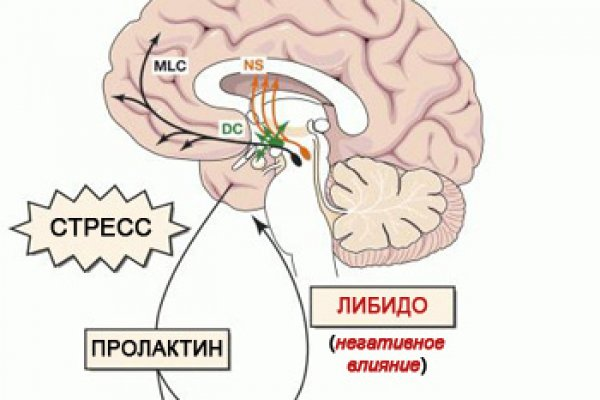 MLC
NS
DC
СТРЕСС
ЛИБИДО
(негативное
влияние)
ПРОЛАКТИН